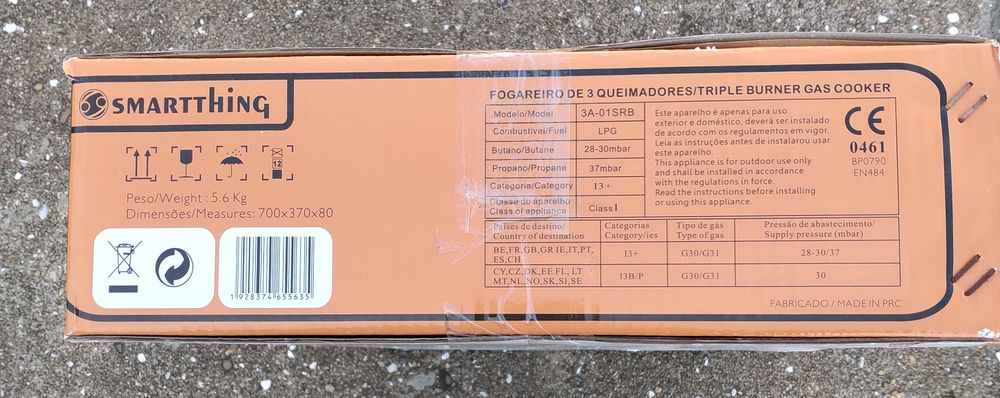 SMARTTHING
12
Peso/Weight : 5.6 Kg
Dimensões/Measures: 700x370x80
1 928374 655635
FOGAREIRO DE 3 QUEIMADORES/TRIPLE BURNER GAS COOKER
Modelo/Model 3A-01SRB
Combustível/Fuel LPG
Butano/Butane 28-30mbar
Propano/Propane 37mbar
Categoria/Category I3+
Classe do aparelho
Class of appliance Class I
Este aparelho é apenas para uso
exterior e doméstico, deverá ser instalado
de acordo com os regulamentos em vigor.
Leia as instruções antes de instalarou usar
este aparelho.
This appliance is for outdoor use only
and shall be installed in accordance
with the regulations in force.
Read the instructions before installing
or using this appliance.
CE
0461
BP0790
EN484
Países de destino/ Categorias Tipo de gás Pressão de abastecimento/
Country of destination Category/ies Type of gas Supply pressure (mbar)
BE,FR,GB,GR IE,IT,PT, I3+ G30/G31 28-30/37
ES,CH
CY,CZ,DK,EE FL, LT I3B/P G30/G31 30
MT,NL,NO,SK,SI,SE
FABRICADO / MADE IN PRC